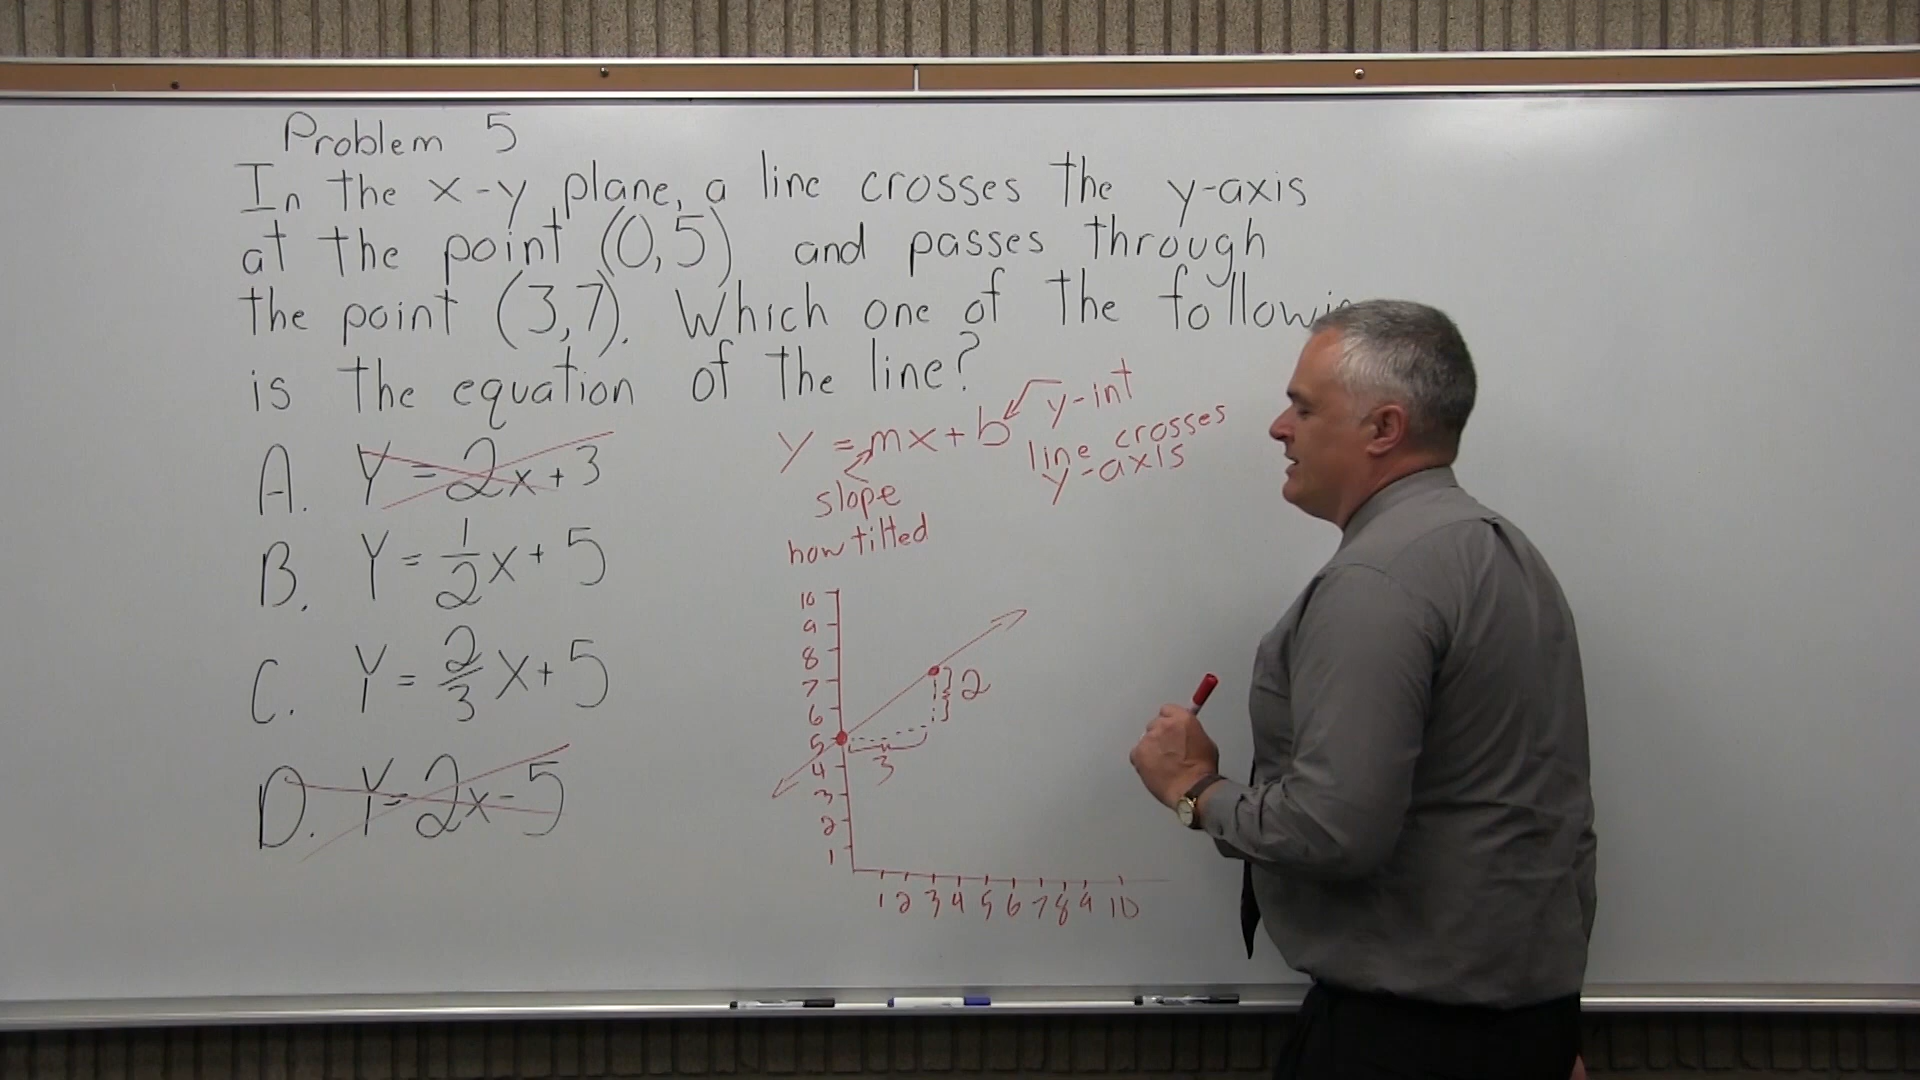 Problem 5
In the x-y plane, a line crosses the y-axis
at the point (0,5) and passes through
the point (3,7). Which one of the followin
is the equation of the line?
A. Y = 2x + 3
B. Y = 1/2 x + 5
C. Y = 2/3 x + 5
D. Y = 2x - 5
y = mx + b
y-int
line crosses
y-axis
slope
how tilted
10
9
8
7
6
5
4
3
2
1
2
3
1 2 3 4 5 6 7 8 9 10